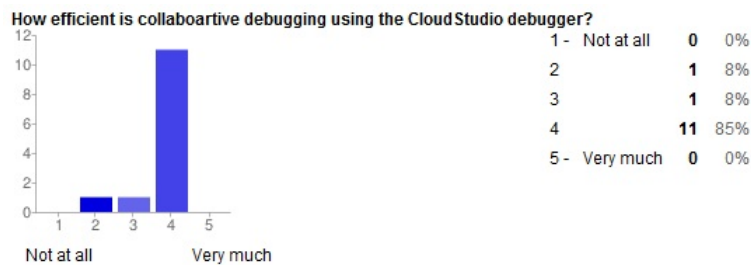 How efficient is collaboartive debugging using the CloudStudio debugger?
12
10
8
6
4
2
0
1 2 3 4 5
Not at all Very much
1 - Not at all 0 0%
2 1 8%
3 1 8%
4 11 85%
5 - Very much 0 0%